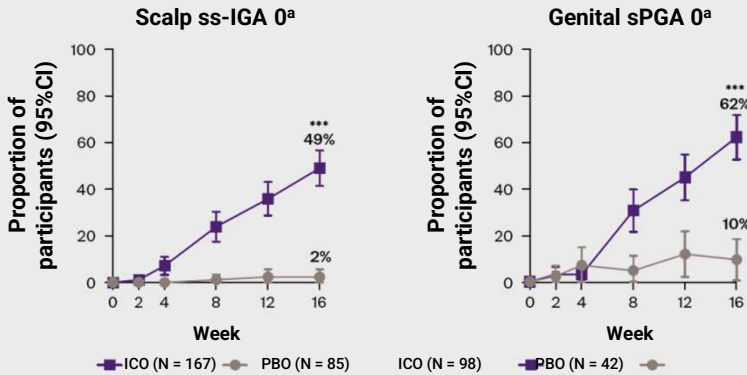 Scalp ss-IGA 0ᵃ
Proportion of
participants (95%CI)
100
80
60
40
20
0
***
49%
2%
0 2 4 8 12 16
Week
ICO (N = 167) PBO (N = 85)
Genital sPGA 0ᵃ
Proportion of
participants (95%CI)
100
80
60
40
20
0
***
62%
10%
0 2 4 8 12 16
Week
ICO (N = 98) PBO (N = 42)